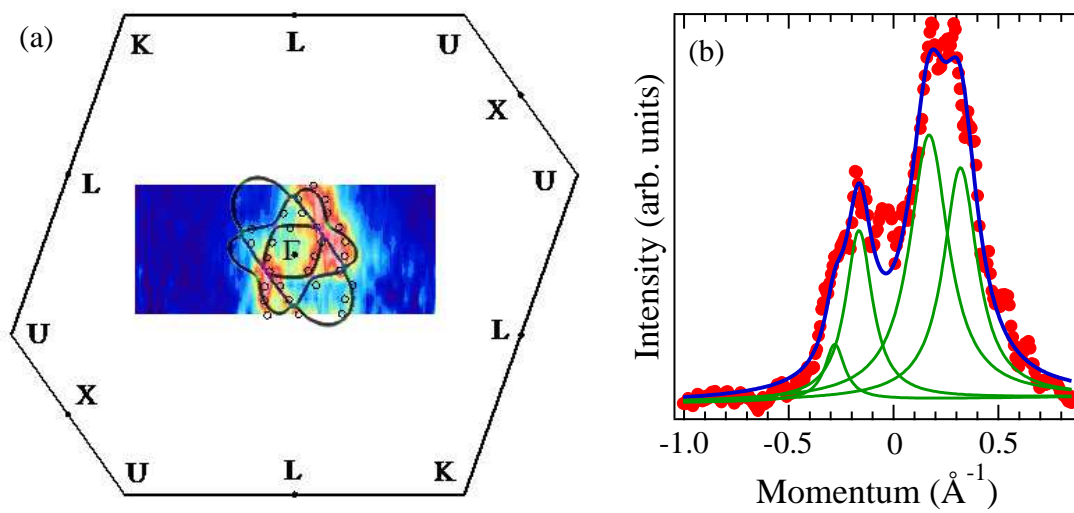 (a)
K
L
U
X
L
U
Γ
U
L
X
U
L
K
(b)
Intensity (arb. units)
-1.0
-0.5
0
0.5
Momentum (Å⁻¹)